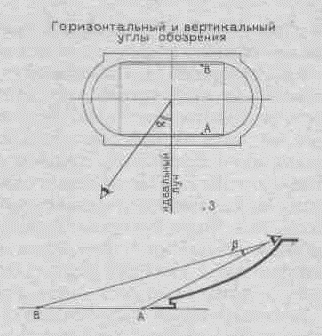 Горизонтальный и вертикальный
углы обозрения
В
α
А
идеальный
луч
.3
β
В
А